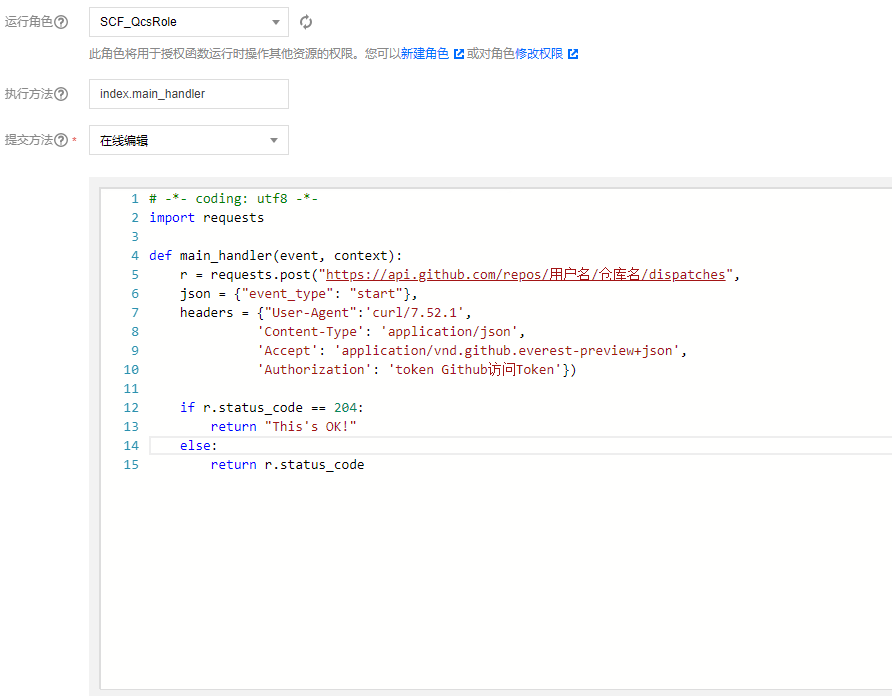 运行角色 SCF_QcsRole
此角色将用于授权函数运行时操作其他资源的权限。您可以新建角色 或对角色修改权限
执行方法 index.main_handler
提交方法 * 在线编辑
1 # -*- coding: utf8 -*-
2 import requests
3
4 def main_handler(event, context):
5     r = requests.post("https://api.github.com/repos/用户名/仓库名/dispatches",
6     json = {"event_type": "start"},
7     headers = {"User-Agent":'curl/7.52.1',
8               'Content-Type': 'application/json',
9               'Accept': 'application/vnd.github.everest-preview+json',
10               'Authorization': 'token Github访问Token'})
11
12     if r.status_code == 204:
13         return "This's OK!"
14     else:
15         return r.status_code